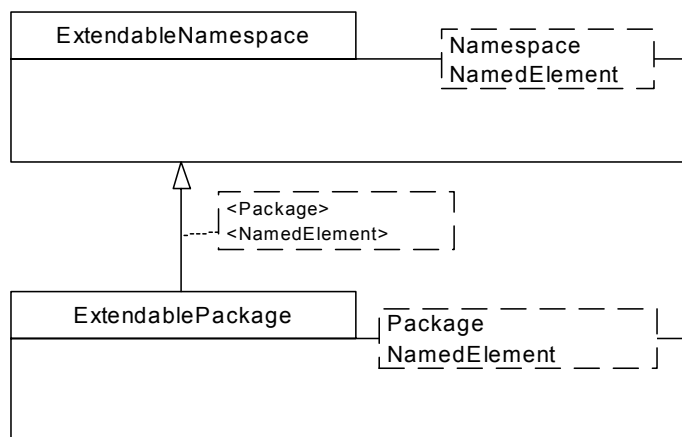 ExtendableNamespace
Namespace
NamedElement
<Package>
<NamedElement>
ExtendablePackage
Package
NamedElement